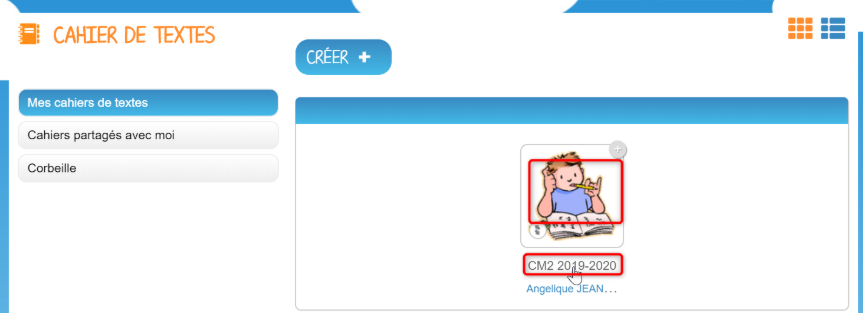 CAHIER DE TEXTES
CRÉER +
Mes cahiers de textes
Cahiers partagés avec moi
Corbeille
CM2 2019-2020
Angelique JEAN...